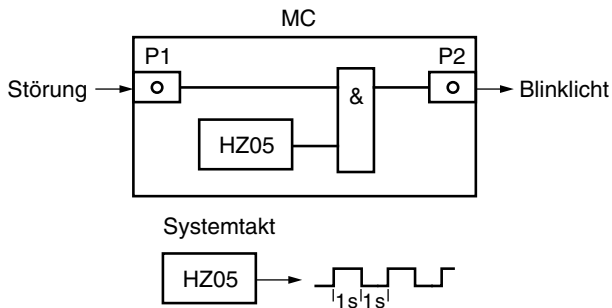 MC
P1
P2
Störung
&
Blinklicht
HZ05
Systemtakt
HZ05
1s 1s